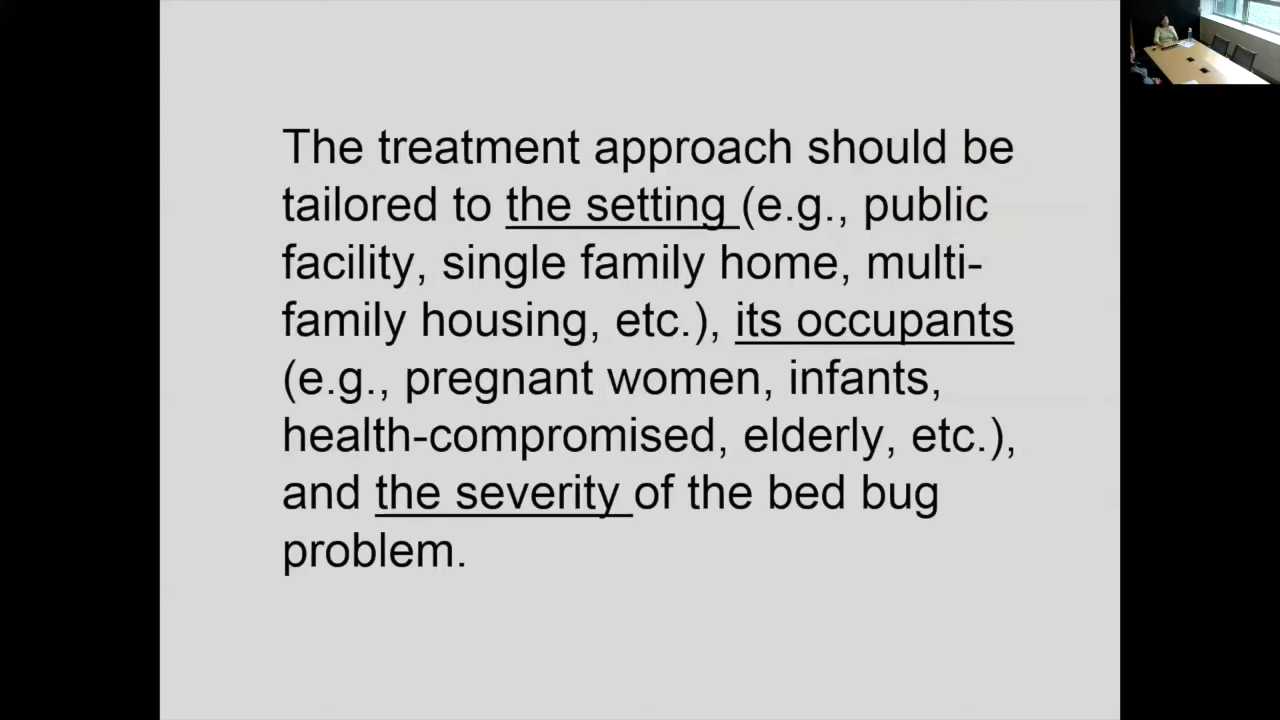 The treatment approach should be
tailored to the setting (e.g., public
facility, single family home, multi-
family housing, etc.), its occupants
(e.g., pregnant women, infants,
health-compromised, elderly, etc.),
and the severity of the bed bug
problem.